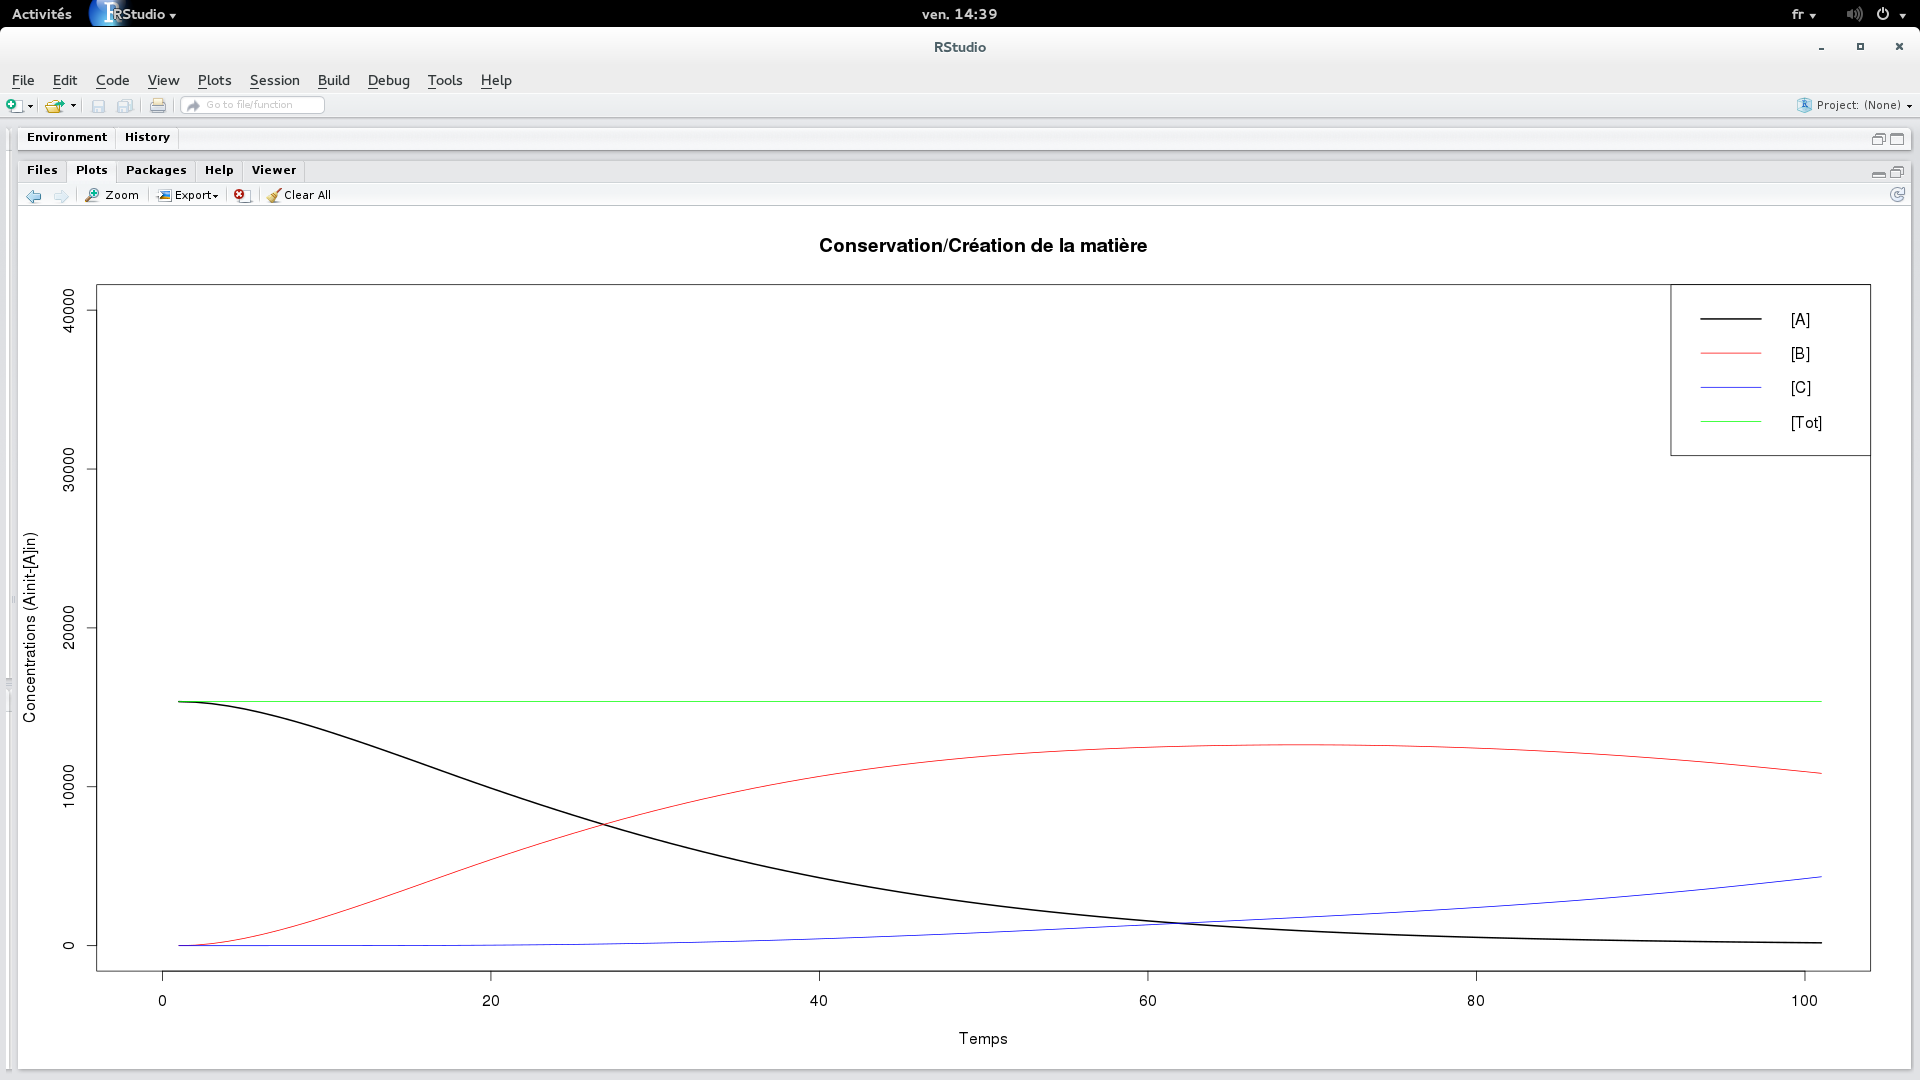 Activités RStudio ven. 14:39 fr
RStudio
File Edit Code View Plots Session Build Debug Tools Help
Go to file/function Project: (None)
Environment History
Files Plots Packages Help Viewer
Zoom Export Clear All
Conservation/Création de la matière
[A]
[B]
[C]
[Tot]
Concentrations (Ainit-[A]in)
40000
30000
20000
10000
0
0 20 40 60 80 100
Temps